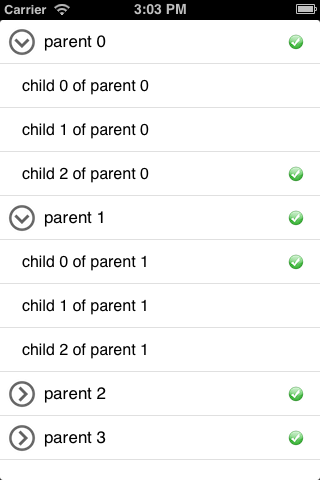 Carrier 3:03 PM
parent 0
child 0 of parent 0
child 1 of parent 0
child 2 of parent 0
parent 1
child 0 of parent 1
child 1 of parent 1
child 2 of parent 1
parent 2
parent 3